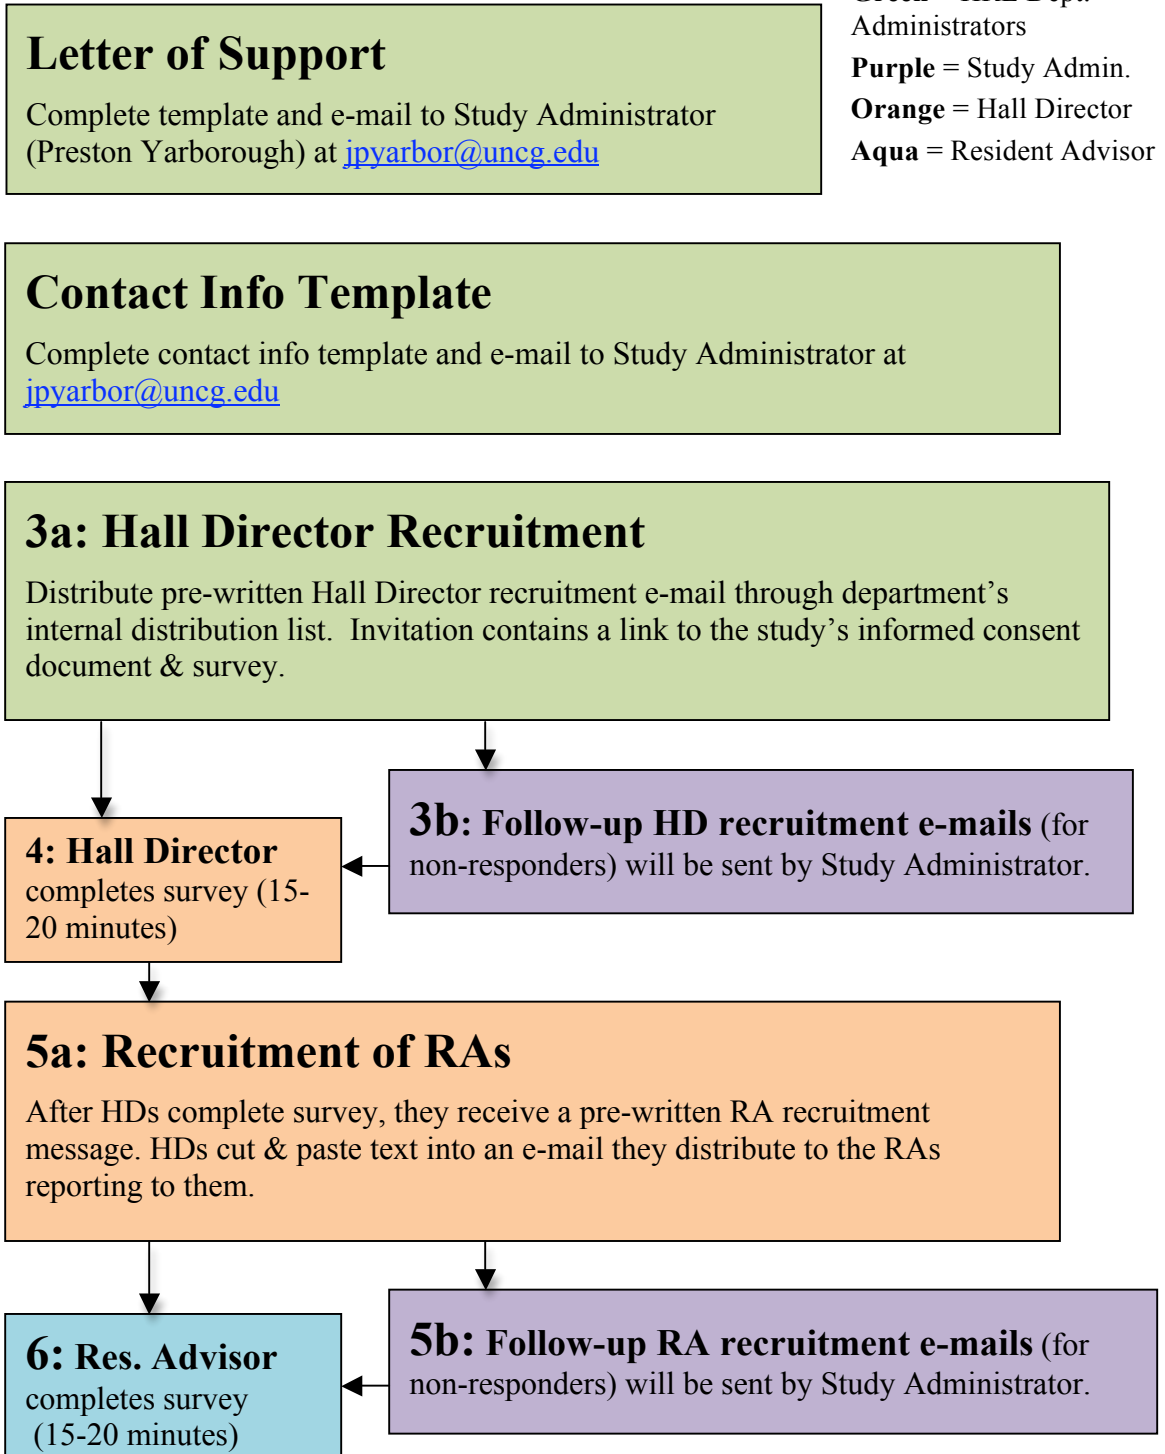 Administrators
Purple = Study Admin.
Orange = Hall Director
Aqua = Resident Advisor
Letter of Support
Complete template and e-mail to Study Administrator
(Preston Yarborough) at jpyarbor@uncg.edu
Contact Info Template
Complete contact info template and e-mail to Study Administrator at
jpyarbor@uncg.edu
3a: Hall Director Recruitment
Distribute pre-written Hall Director recruitment e-mail through department’s
internal distribution list.  Invitation contains a link to the study’s informed consent
document & survey.
3b: Follow-up HD recruitment e-mails (for
non-responders) will be sent by Study Administrator.
4: Hall Director
completes survey (15-
20 minutes)
5a: Recruitment of RAs
After HDs complete survey, they receive a pre-written RA recruitment
message. HDs cut & paste text into an e-mail they distribute to the RAs
reporting to them.
5b: Follow-up RA recruitment e-mails (for
non-responders) will be sent by Study Administrator.
6: Res. Advisor
completes survey
(15-20 minutes)